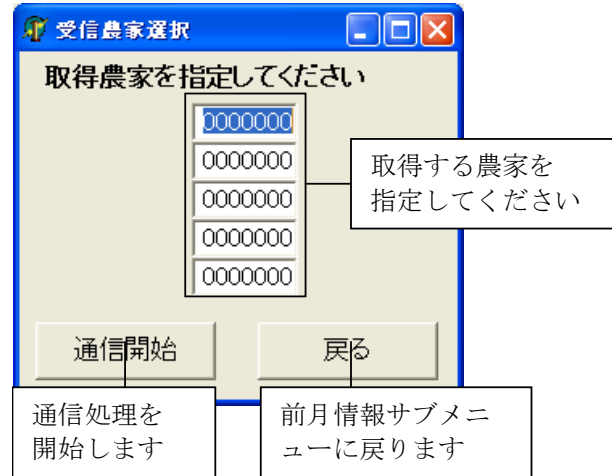 受信農家選択
取得農家を指定してください
0000000
0000000
0000000
0000000
0000000
取得する農家を
指定してください
通信開始
戻る
通信処理を
開始します
前月情報サブメニ
ューに戻ります